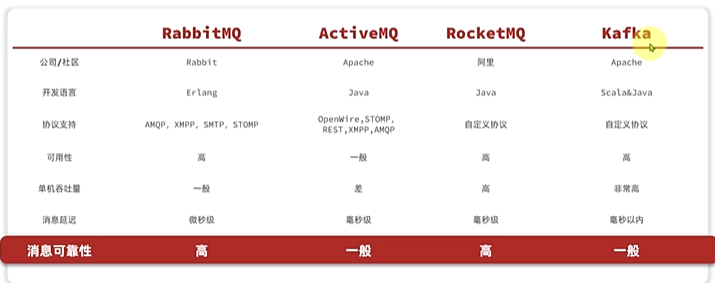 RabbitMQ ActiveMQ RocketMQ Kafka
公司/社区 Rabbit Apache 阿里 Apache
开发语言 Erlang Java Java Scala&Java
协议支持 AMQP, XMPP, SMTP, STOMP OpenWire,STOMP, REST,XMPP,AMQP 自定义协议 自定义协议
可用性 高 一般 高 高
单机吞吐量 一般 差 高 非常高
消息延迟 微秒级 毫秒级 毫秒级 毫秒以内
消息可靠性 高 一般 高 一般